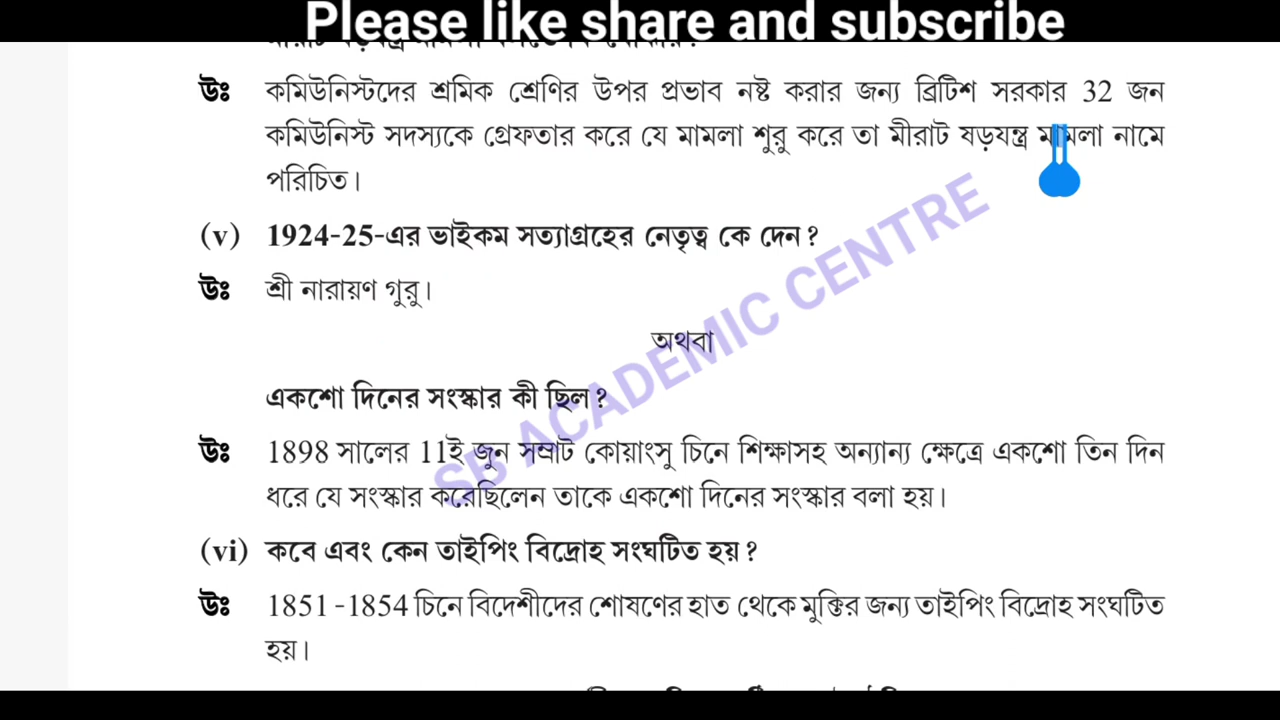 Please like share and subscribe
উঃ কমিউনিস্টদের শ্রমিক শ্রেণির উপর প্রভাব নষ্ট করার জন্য ব্রিটিশ সরকার 32 জন
কমিউনিস্ট সদস্যকে গ্রেফতার করে যে মামলা শুরু করে তা মীরাট ষড়যন্ত্র মামলা নামে
পরিচিত।
(v) 1924-25-এর ভাইকম সত্যাগ্রহের নেতৃত্ব কে দেন?
উঃ শ্রী নারায়ণ গুরু।
অথবা
একশো দিনের সংস্কার কী ছিল?
উঃ 1898 সালের 11ই জুন সম্রাট কোয়াংসু চিনে শিক্ষাসহ অন্যান্য ক্ষেত্রে একশো তিন দিন
ধরে যে সংস্কার করেছিলেন তাকে একশো দিনের সংস্কার বলা হয়।
(vi) কবে এবং কেন তাইপিং বিদ্রোহ সংঘটিত হয়?
উঃ 1851 -1854 চিনে বিদেশীদের শোষণের হাত থেকে মুক্তির জন্য তাইপিং বিদ্রোহ সংঘটিত
হয়।
SB ACADEMIC CENTRE